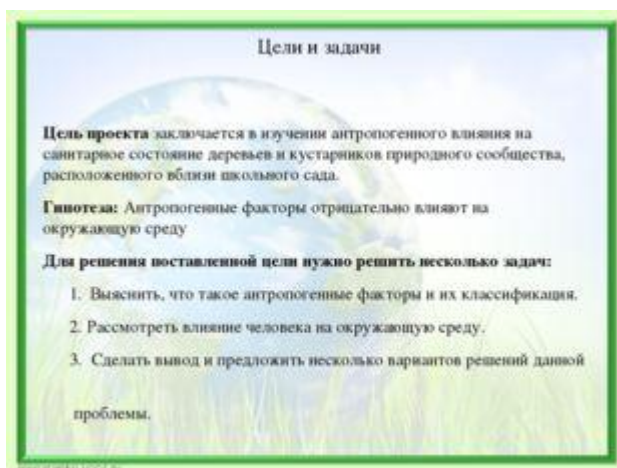 Цели и задачи
Цель проекта заключается в изучении антропогенного влияния на
санитарное состояние деревьев и кустарников природного сообщества,
расположенного вблизи школьного сада.
Гипотеза: Антропогенные факторы отрицательно влияют на
окружающую среду
Для решения поставленной цели нужно решить несколько задач:
1. Выяснить, что такое антропогенные факторы и их классификация.
2. Рассмотреть влияние человека на окружающую среду.
3. Сделать вывод и предложить несколько вариантов решений данной
проблемы.